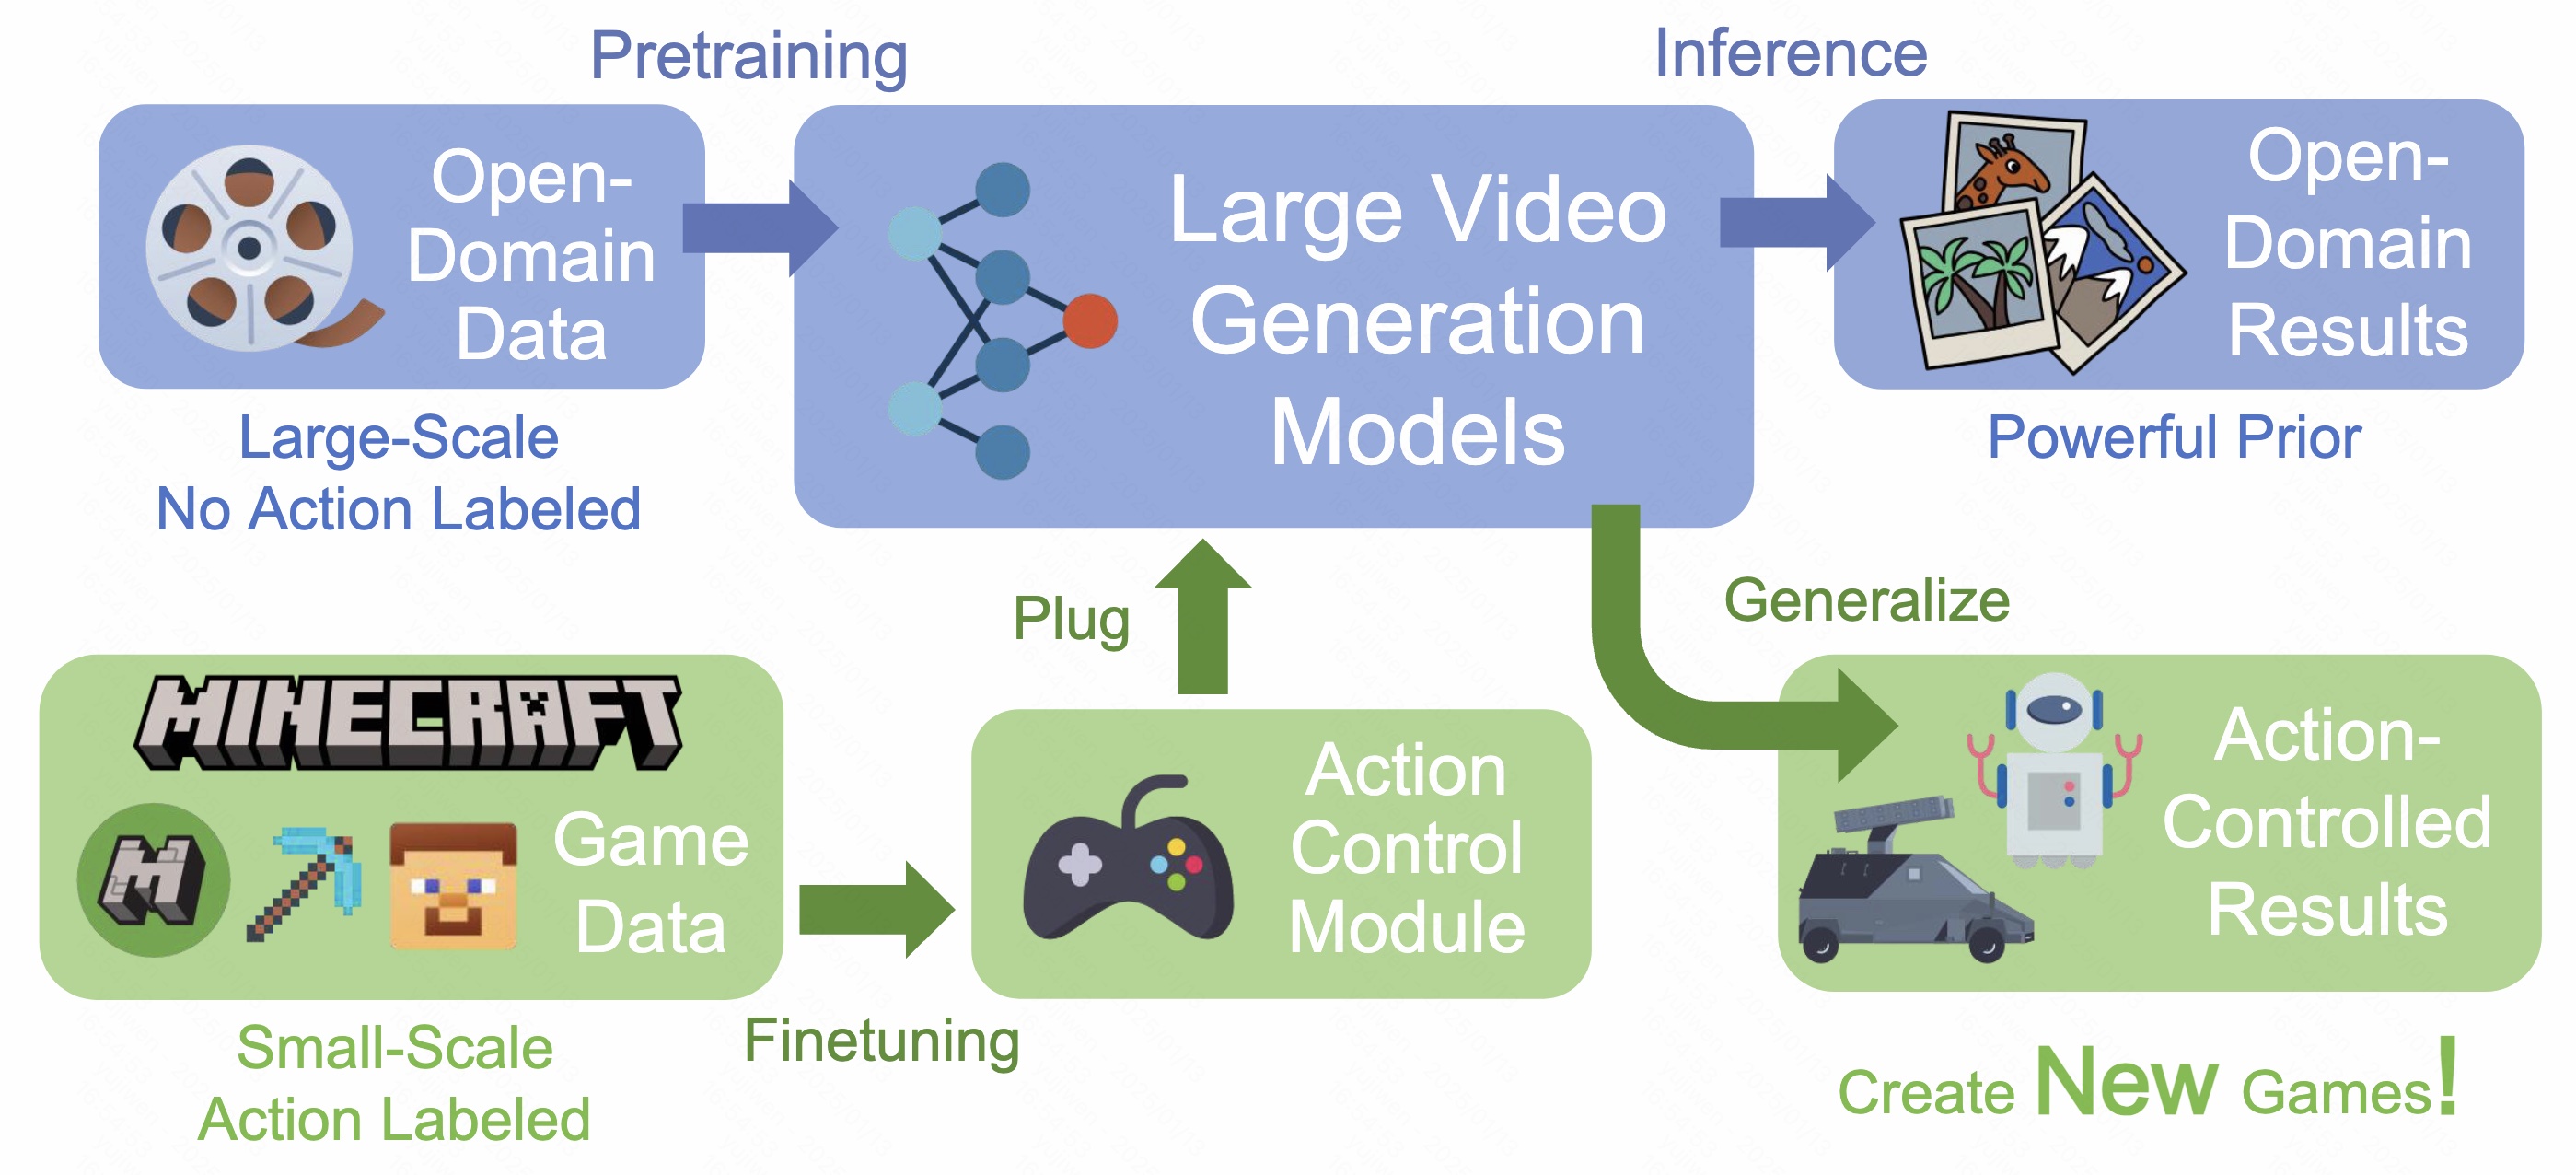 Pretraining
Inference
Open-
Domain
Data
Large Video
Generation
Models
Open-
Domain
Results
Large-Scale
No Action Labeled
Powerful Prior
Plug
Generalize
MINECRAFT
M
Game
Data
Action
Control
Module
Action-
Controlled
Results
Finetuning
Small-Scale
Action Labeled
Create New Games!